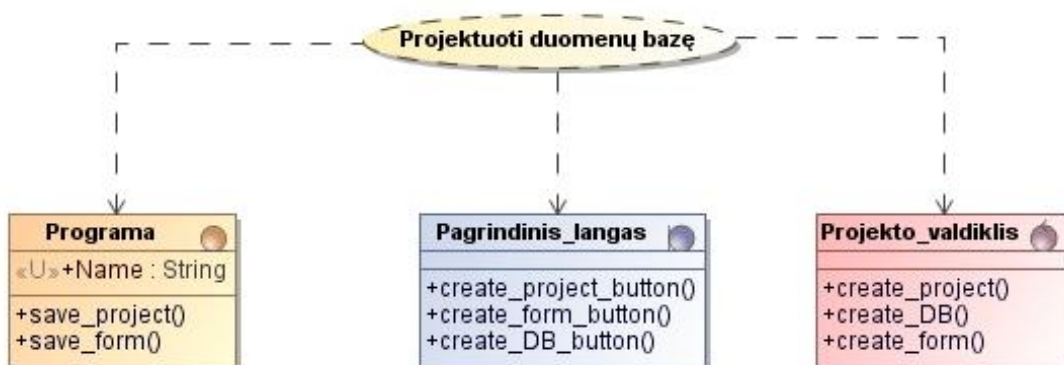 Projektuoti duomenų bazę
Programa
«U»+Name : String
+save_project()
+save_form()
Pagrindinis_langas
+create_project_button()
+create_form_button()
+create_DB_button()
Projekto_valdiklis
+create_project()
+create_DB()
+create_form()